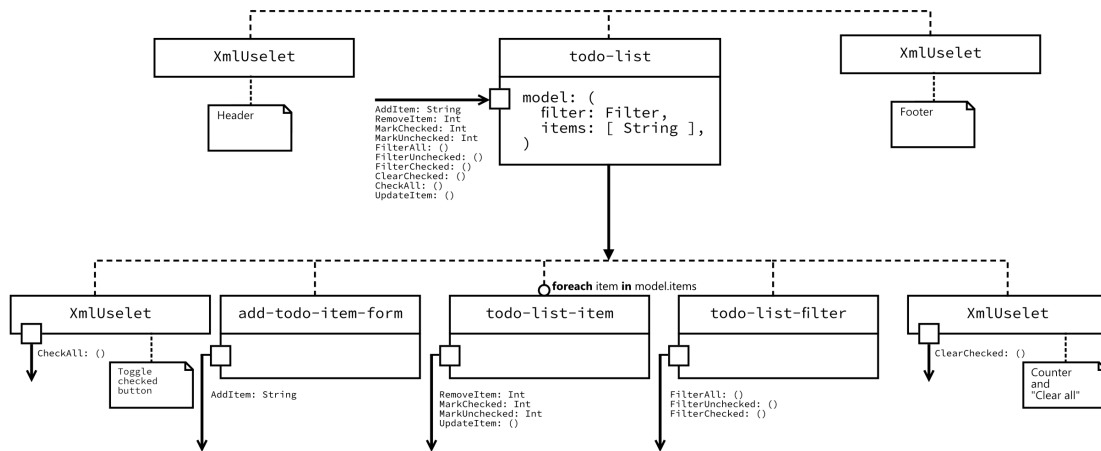 XmlUselet
todo-list
XmlUselet
Header
model: (
filter: Filter,
items: [ String ],
)
Footer
AddItem: String
RemoveItem: Int
MarkChecked: Int
MarkUnchecked: Int
FilterAll: ()
FilterUnchecked: ()
FilterChecked: ()
ClearChecked: ()
CheckAll: ()
UpdateItem: ()
foreach item in model.items
XmlUselet
add-todo-item-form
todo-list-item
todo-list-filter
XmlUselet
CheckAll: ()
Toggle
checked
button
AddItem: String
RemoveItem: Int
MarkChecked: Int
MarkUnchecked: Int
UpdateItem: ()
FilterAll: ()
FilterUnchecked: ()
FilterChecked: ()
ClearChecked: ()
Counter
and
"Clear all"